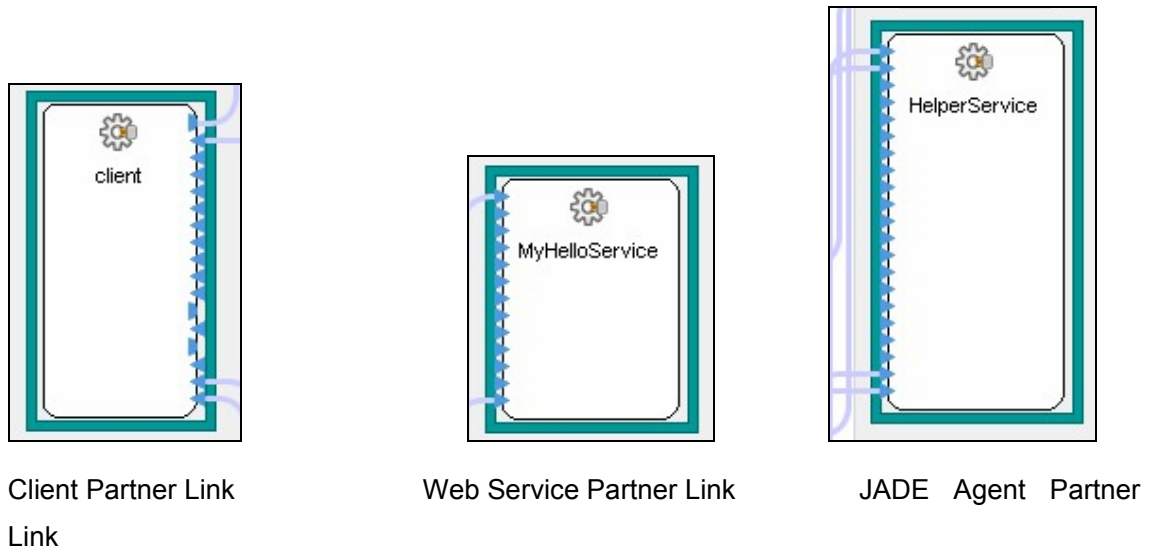 HelperService
client
MyHelloService
Client Partner Link Web Service Partner Link JADE Agent Partner
Link